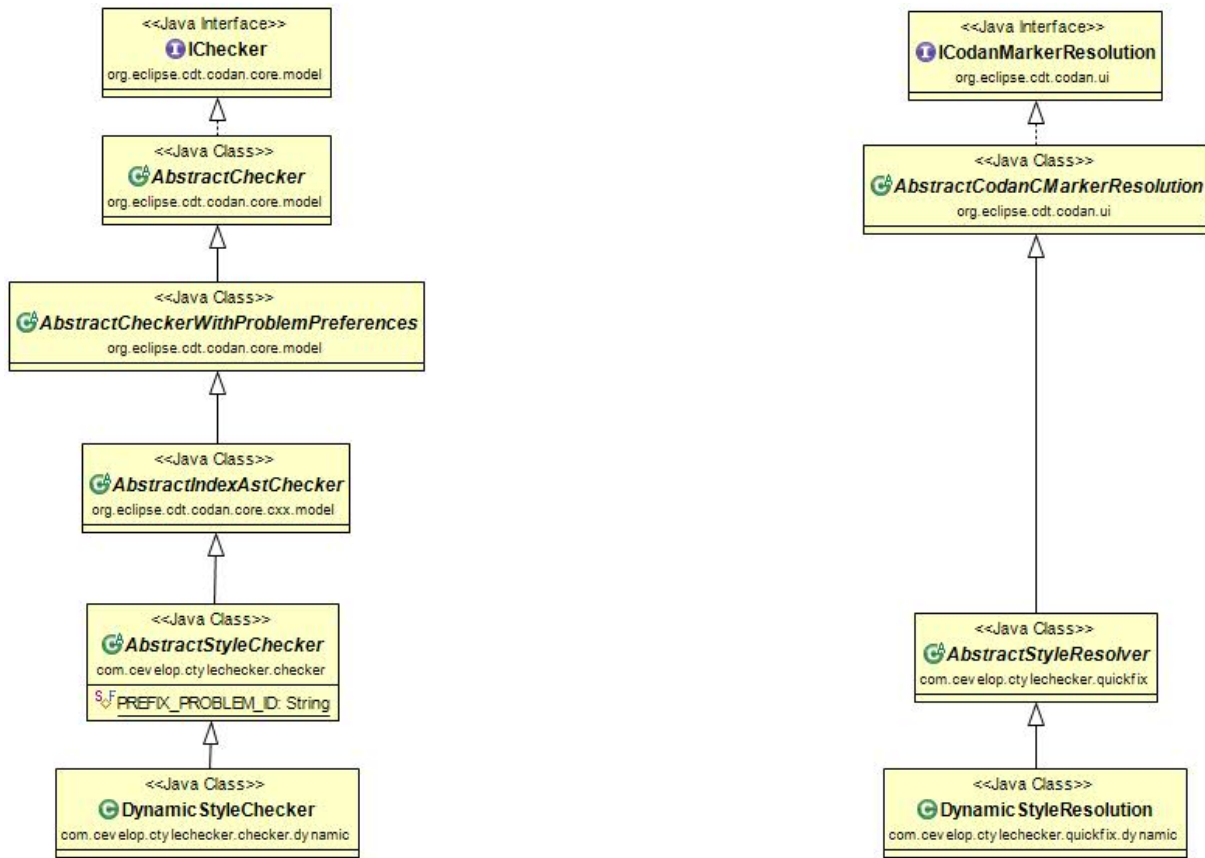 <<Java Interface>>
IChecker
org.eclipse.cdt.codan.core.model
<<Java Class>>
AbstractChecker
org.eclipse.cdt.codan.core.model
<<Java Class>>
AbstractCheckerWithProblemPreferences
org.eclipse.cdt.codan.core.model
<<Java Class>>
AbstractIndexAstChecker
org.eclipse.cdt.codan.core.cxx.model
<<Java Class>>
AbstractStyleChecker
com.cevelop.ctylechecker.checker
PREFIX_PROBLEM_ID: String
<<Java Class>>
DynamicStyleChecker
com.cevelop.ctylechecker.checker.dynamic
<<Java Interface>>
ICodanMarkerResolution
org.eclipse.cdt.codan.ui
<<Java Class>>
AbstractCodanCMarkerResolution
org.eclipse.cdt.codan.ui
<<Java Class>>
AbstractStyleResolver
com.cevelop.ctylechecker.quickfix
<<Java Class>>
DynamicStyleResolution
com.cevelop.ctylechecker.quickfix.dynamic